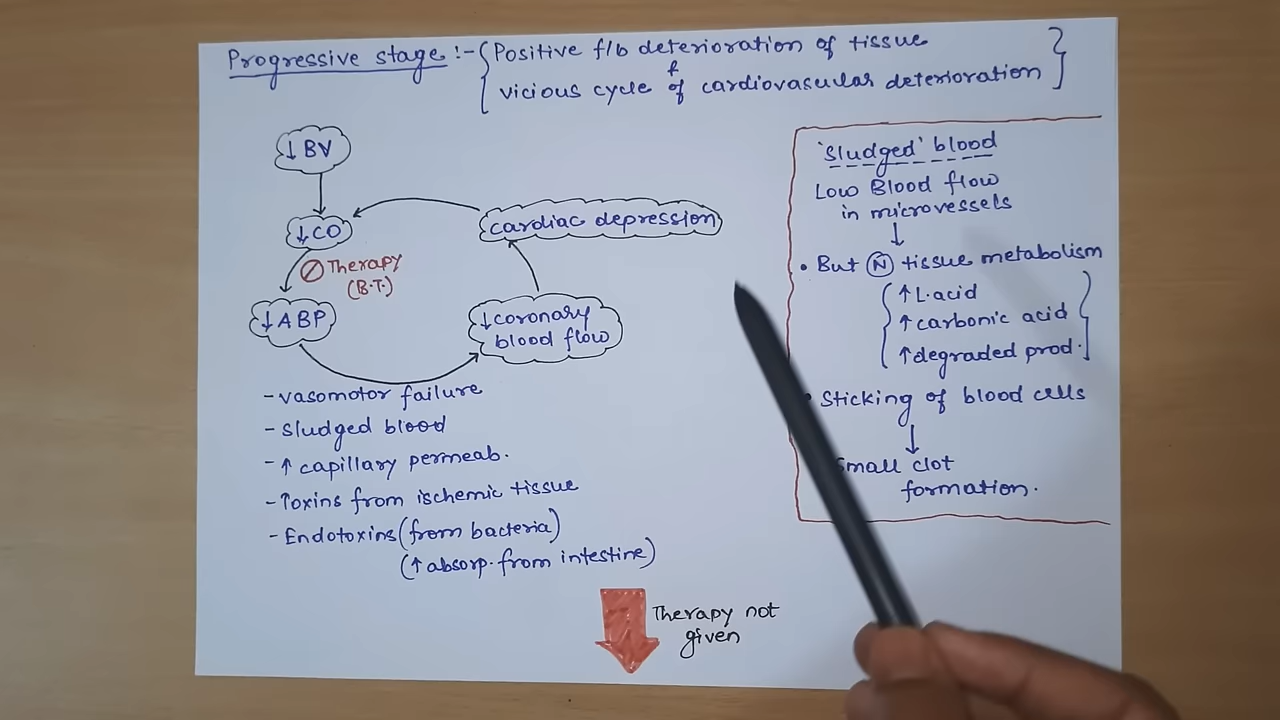 Progressive stage :- {Positive f/b deterioration of tissue
&
vicious cycle of cardiovascular deterioration}
↓ BV
↓CO
Therapy
(B.T.)
↓ABP
cardiac depression
↓coronary
blood flow
- vasomotor failure
- sludged blood
- ↑ capillary permeab.
- Toxins from ischemic tissue
- Endotoxins (from bacteria)
(↑ absorp. from intestine)
Therapy not
given
'Sludged' blood
Low Blood flow
in microvessels
↓
• But Ⓝ tissue metabolism
{↑ L.acid
↑ carbonic acid
↑ degraded prod.}
• Sticking of blood cells
↓
Small clot
formation.